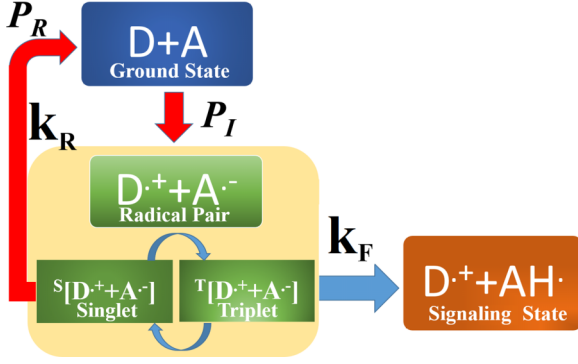 P_R
D+A
Ground State
P_I
k_R
D·⁺+A·⁻
Radical Pair
k_F
ˢ[D·⁺+A·⁻]
Singlet
ᵀ[D·⁺+A·⁻]
Triplet
D·⁺+AH·
Signaling State